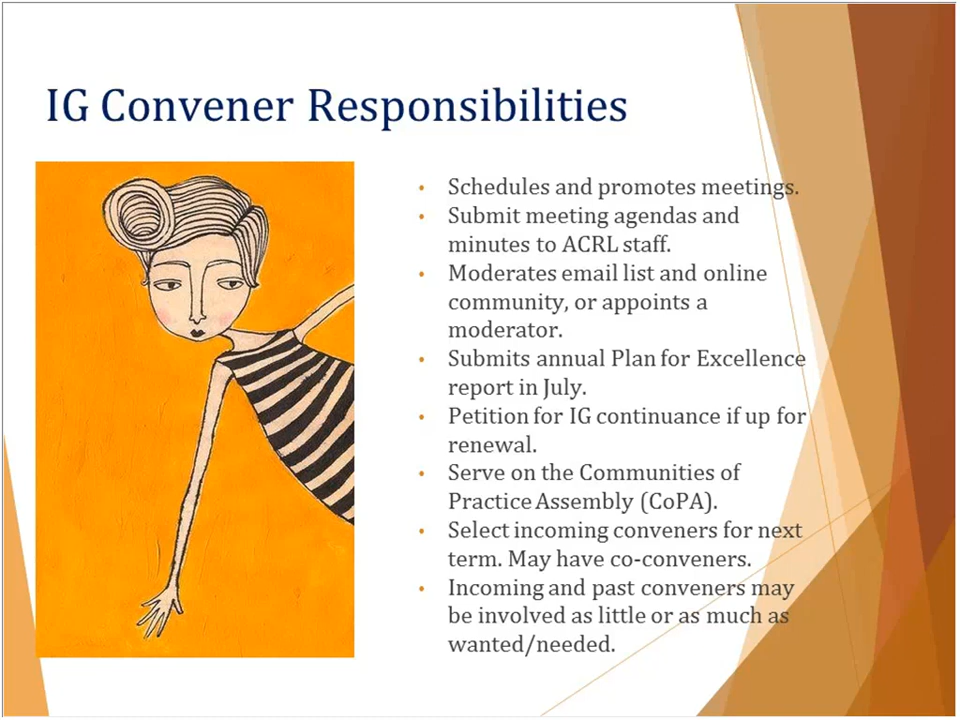 IG Convener Responsibilities
• Schedules and promotes meetings.
• Submit meeting agendas and
minutes to ACRL staff.
• Moderates email list and online
community, or appoints a
moderator.
• Submits annual Plan for Excellence
report in July.
• Petition for IG continuance if up for
renewal.
• Serve on the Communities of
Practice Assembly (CoPA).
• Select incoming conveners for next
term. May have co-conveners.
• Incoming and past conveners may
be involved as little or as much as
wanted/needed.